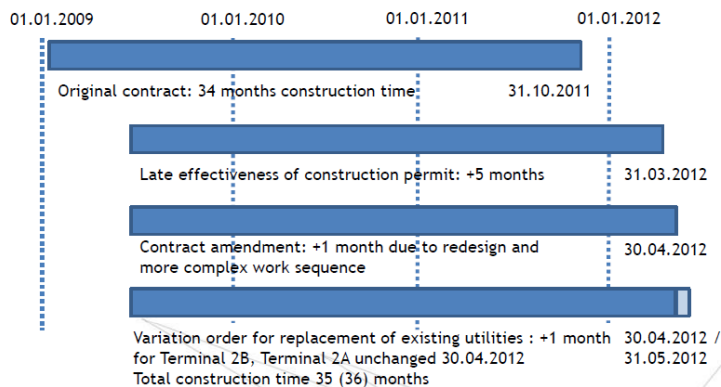 01.01.2009 01.01.2010 01.01.2011 01.01.2012
Original contract: 34 months construction time 31.10.2011
Late effectiveness of construction permit: +5 months 31.03.2012
Contract amendment: +1 month due to redesign and 30.04.2012
more complex work sequence
Variation order for replacement of existing utilities : +1 month 30.04.2012 /
for Terminal 2B, Terminal 2A unchanged 30.04.2012 31.05.2012
Total construction time 35 (36) months